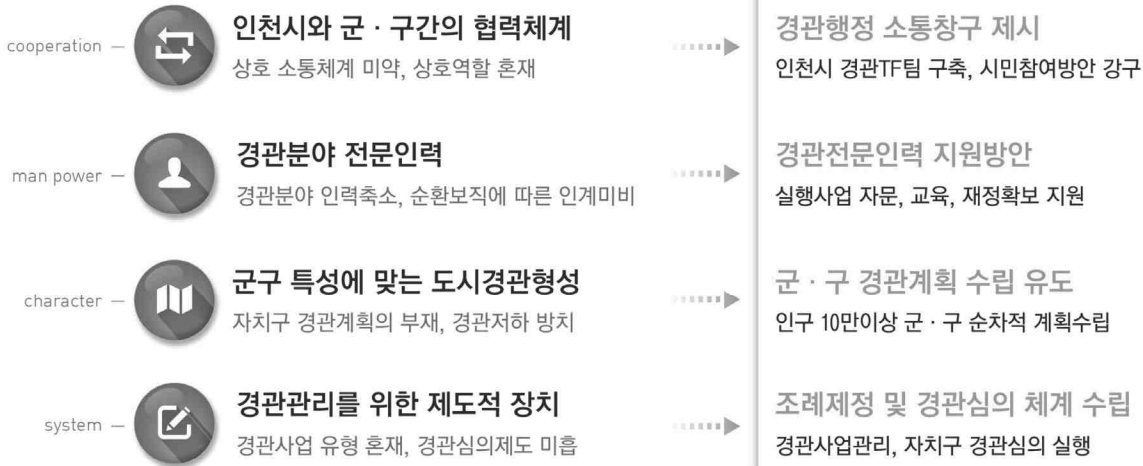 cooperation
인천시와 군 · 구간의 협력체계
상호 소통체계 미약, 상호역할 혼재
경관행정 소통창구 제시
인천시 경관TF팀 구축, 시민참여방안 강구
man power
경관분야 전문인력
경관분야 인력축소, 순환보직에 따른 인계미비
경관전문인력 지원방안
실행사업 자문, 교육, 재정확보 지원
character
군구 특성에 맞는 도시경관형성
자치구 경관계획의 부재, 경관저하 방치
군 · 구 경관계획 수립 유도
인구 10만이상 군 · 구 순차적 계획수립
system
경관관리를 위한 제도적 장치
경관사업 유형 혼재, 경관심의제도 미흡
조례제정 및 경관심의 체계 수립
경관사업관리, 자치구 경관심의 실행